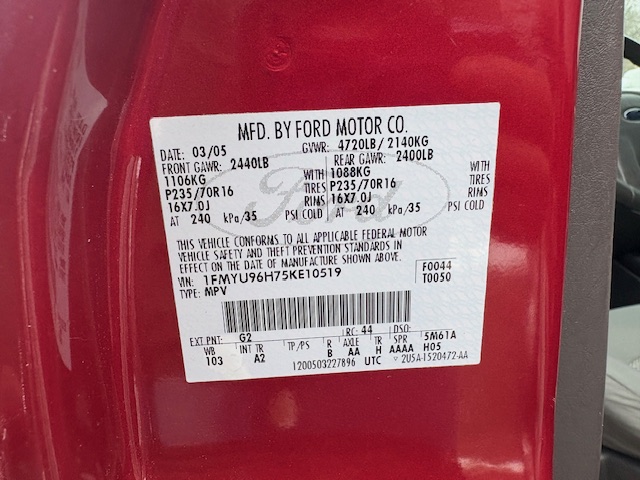 MFD. BY FORD MOTOR CO.
DATE: 03/05 GVWR: 4720LB/ 2140KG
FRONT GAWR: 2440LB REAR GAWR: 2400LB
1106KG WITH 1088KG WITH
P235/70R16 TIRES P235/70R16 TIRES
16X7.0J RIMS 16X7.0J RIMS
AT 240 kPa/35 PSI COLD AT 240 kPa/35 PSI COLD
Ford
THIS VEHICLE CONFORMS TO ALL APPLICABLE FEDERAL MOTOR
VEHICLE SAFETY AND THEFT PREVENTION STANDARDS IN
EFFECT ON THE DATE OF MANUFACTURE SHOWN ABOVE.
VIN: 1FMYU96H75KE10519 F0044
TYPE: MPV T0050
EXT PNT: G2 RC: 44 DSO:
WB INT TR TP/PS R AXLE TR SPR 5M61A
103 A2 B AA H AAAA H05
1200503227896 UTC 2U5A-1520472-AA